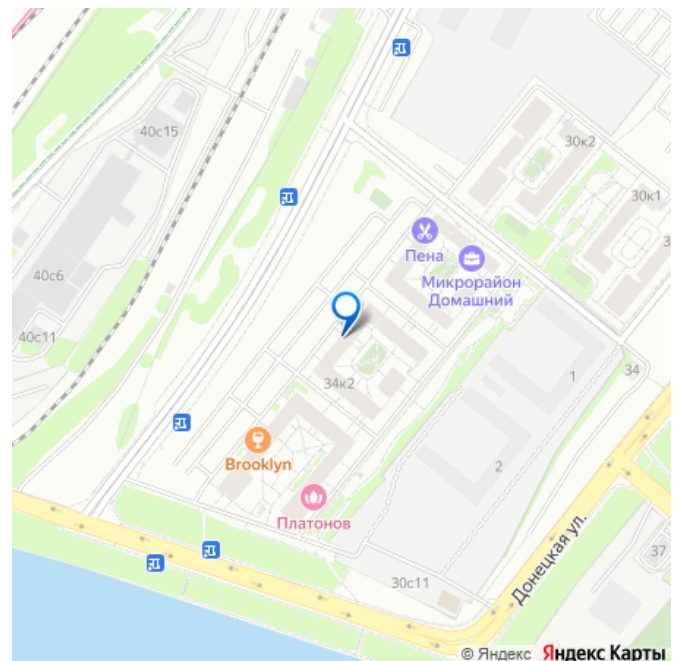 40с15
30к2
30к1
3
Пена
Микрорайон
Домашний
40с6
40с11
34к2
1
34
Brooklyn
2
Платонов
Донецкая ул.
37
30с11
© Яндекс Яндекс Карты